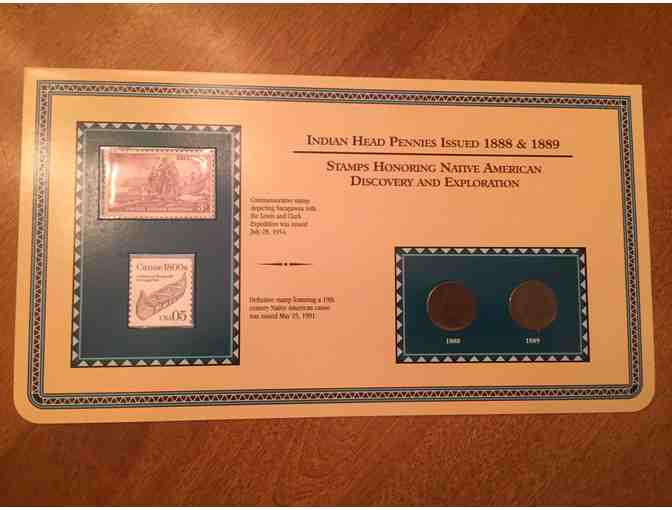 INDIAN HEAD PENNIES ISSUED 1888 & 1889
STAMPS HONORING NATIVE AMERICAN
DISCOVERY AND EXPLORATION
Commemorative stamp
depicting Sacagawea with
the Lewis and Clark
Expedition was issued
July 28, 1954.
3¢
Canoe 1800s
USA 05
Definitive stamp featuring a 19th
century Native American canoe
was issued May 25, 1991.
1888
1889